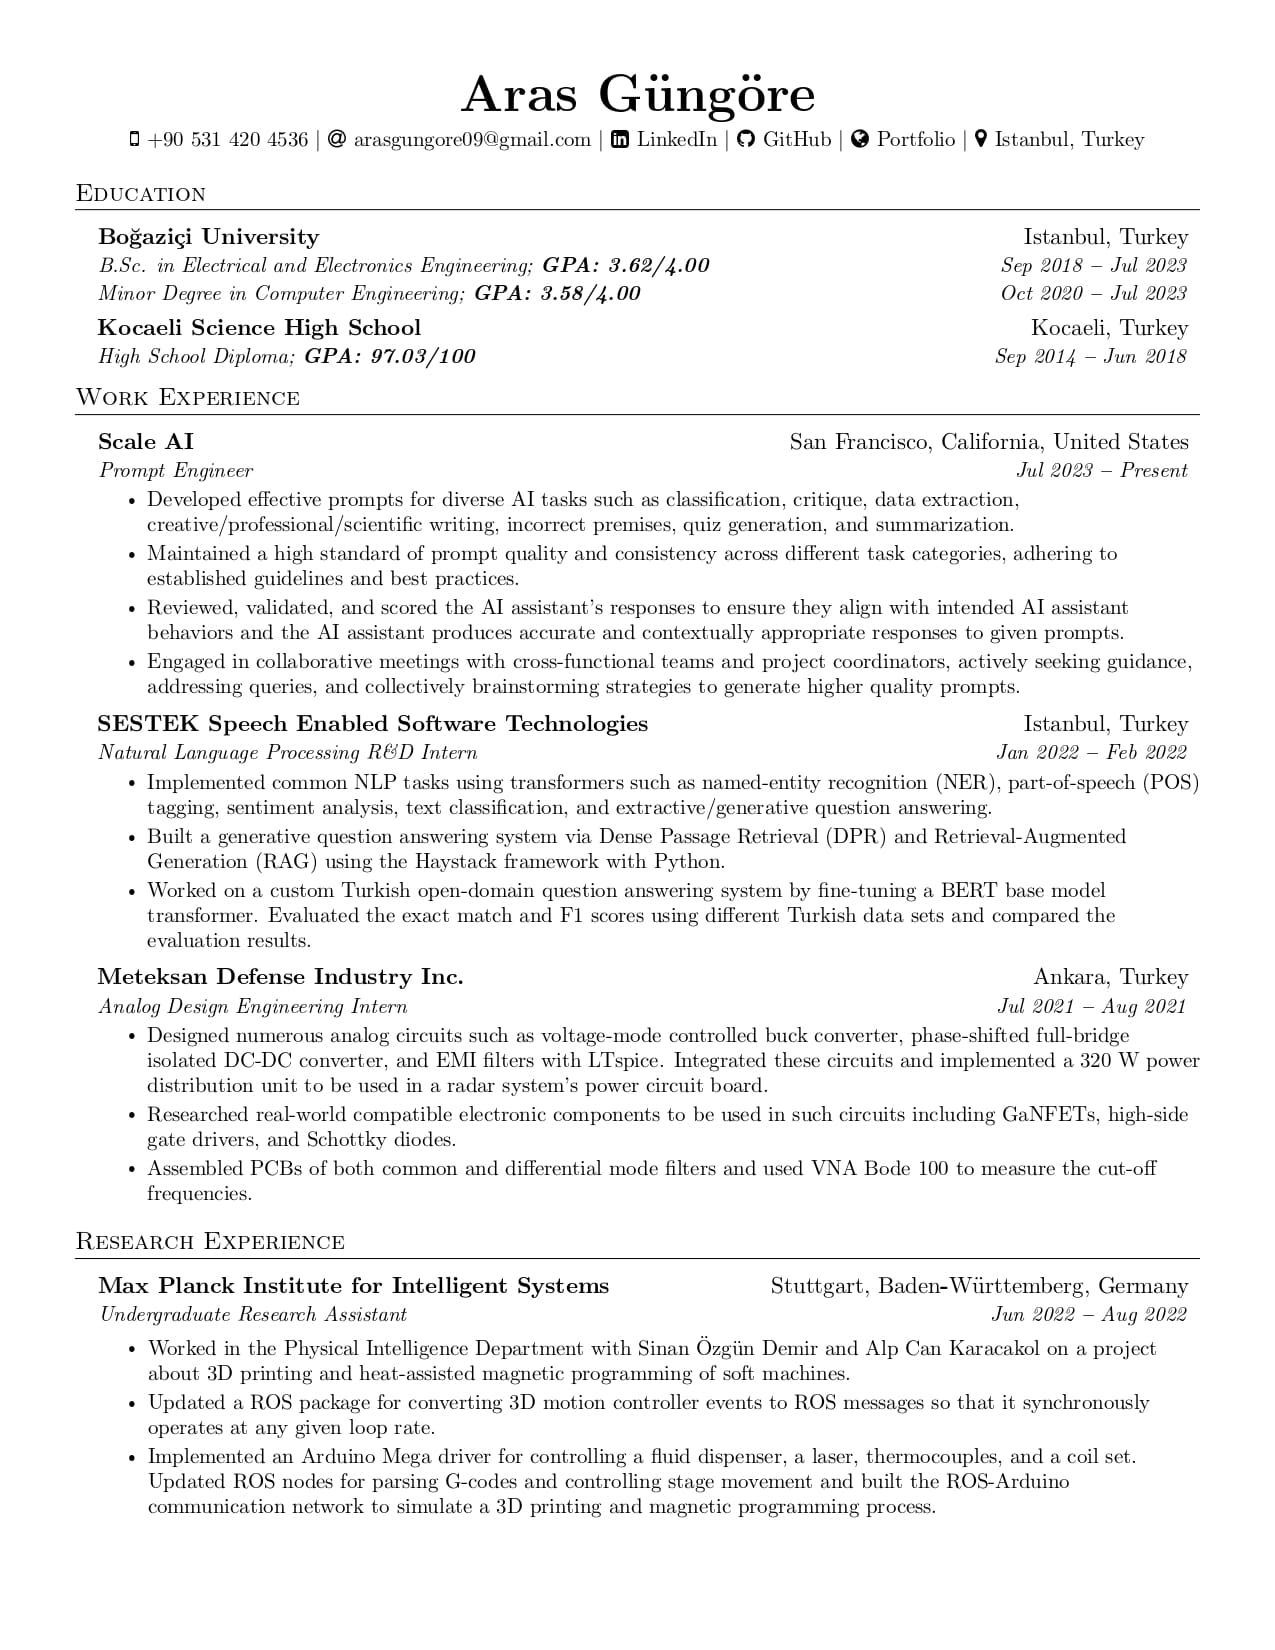 Aras Güngöre
+90 531 420 4536 | arasgungore09@gmail.com | LinkedIn | GitHub | Portfolio | Istanbul, Turkey
Education
Boğaziçi University Istanbul, Turkey
B.Sc. in Electrical and Electronics Engineering; GPA: 3.62/4.00 Sep 2018 – Jul 2023
Minor Degree in Computer Engineering; GPA: 3.58/4.00 Oct 2020 – Jul 2023
Kocaeli Science High School Kocaeli, Turkey
High School Diploma; GPA: 97.03/100 Sep 2014 – Jun 2018
Work Experience
Scale AI San Francisco, California, United States
Prompt Engineer Jul 2023 – Present
• Developed effective prompts for diverse AI tasks such as classification, critique, data extraction,
creative/professional/scientific writing, incorrect premises, quiz generation, and summarization.
• Maintained a high standard of prompt quality and consistency across different task categories, adhering to
established guidelines and best practices.
• Reviewed, validated, and scored the AI assistant's responses to ensure they align with intended AI assistant
behaviors and the AI assistant produces accurate and contextually appropriate responses to given prompts.
• Engaged in collaborative meetings with cross-functional teams and project coordinators, actively seeking guidance,
addressing queries, and collectively brainstorming strategies to generate higher quality prompts.
SESTEK Speech Enabled Software Technologies Istanbul, Turkey
Natural Language Processing R&D Intern Jan 2022 – Feb 2022
• Implemented common NLP tasks using transformers such as named-entity recognition (NER), part-of-speech (POS)
tagging, sentiment analysis, text classification, and extractive/generative question answering.
• Built a generative question answering system via Dense Passage Retrieval (DPR) and Retrieval-Augmented
Generation (RAG) using the Haystack framework with Python.
• Worked on a custom Turkish open-domain question answering system by fine-tuning a BERT base model
transformer. Evaluated the exact match and F1 scores using different Turkish data sets and compared the
evaluation results.
Meteksan Defense Industry Inc. Ankara, Turkey
Analog Design Engineering Intern Jul 2021 – Aug 2021
• Designed numerous analog circuits such as voltage-mode controlled buck converter, phase-shifted full-bridge
isolated DC-DC converter, and EMI filters with LTspice. Integrated these circuits and implemented a 320 W power
distribution unit to be used in a radar system's power circuit board.
• Researched real-world compatible electronic components to be used in such circuits including GaNFETs, high-side
gate drivers, and Schottky diodes.
• Assembled PCBs of both common and differential mode filters and used VNA Bode 100 to measure the cut-off
frequencies.
Research Experience
Max Planck Institute for Intelligent Systems Stuttgart, Baden-Württemberg, Germany
Undergraduate Research Assistant Jun 2022 – Aug 2022
• Worked in the Physical Intelligence Department with Sinan Özgün Demir and Alp Can Karacakol on a project
about 3D printing and heat-assisted magnetic programming of soft machines.
• Updated a ROS package for converting 3D motion controller events to ROS messages so that it synchronously
operates at any given loop rate.
• Implemented an Arduino Mega driver for controlling a fluid dispenser, a laser, thermocouples, and a coil set.
Updated ROS nodes for parsing G-codes and controlling stage movement and built the ROS-Arduino
communication network to simulate a 3D printing and magnetic programming process.